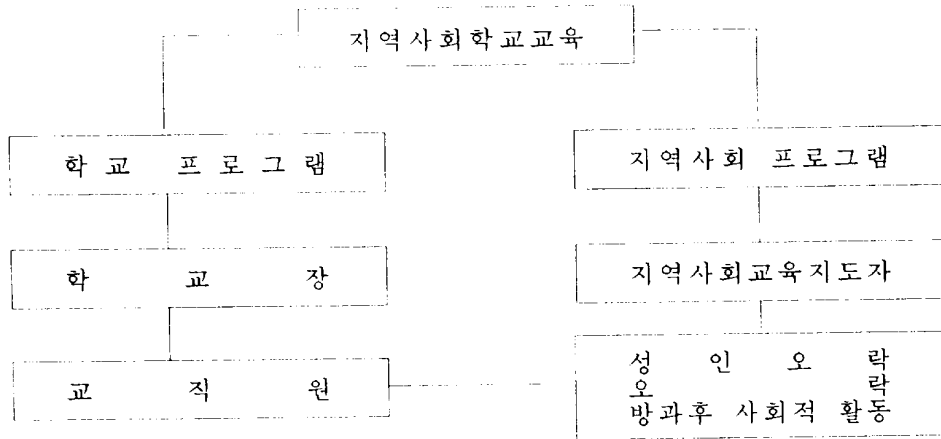 지역사회학교교육
학교 프로그램
지역사회 프로그램
학교장
지역사회교육지도자
교직원
성인오락
오락
방과후 사회적 활동